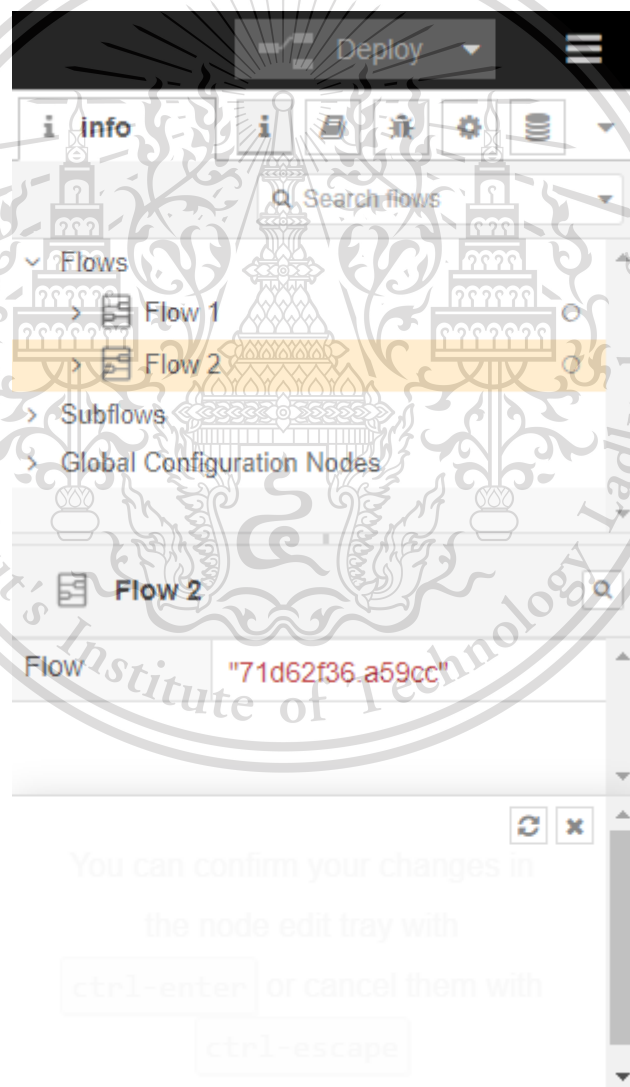 Deploy
i info
Search flows
Flows
Flow 1
Flow 2
Subflows
Global Configuration Nodes
Flow 2
Flow "71d62f36.a59cc"
You can confirm your changes in
the node edit tray with
ctrl-enter or cancel them with
ctrl-escape
's Institute of Technology Lad